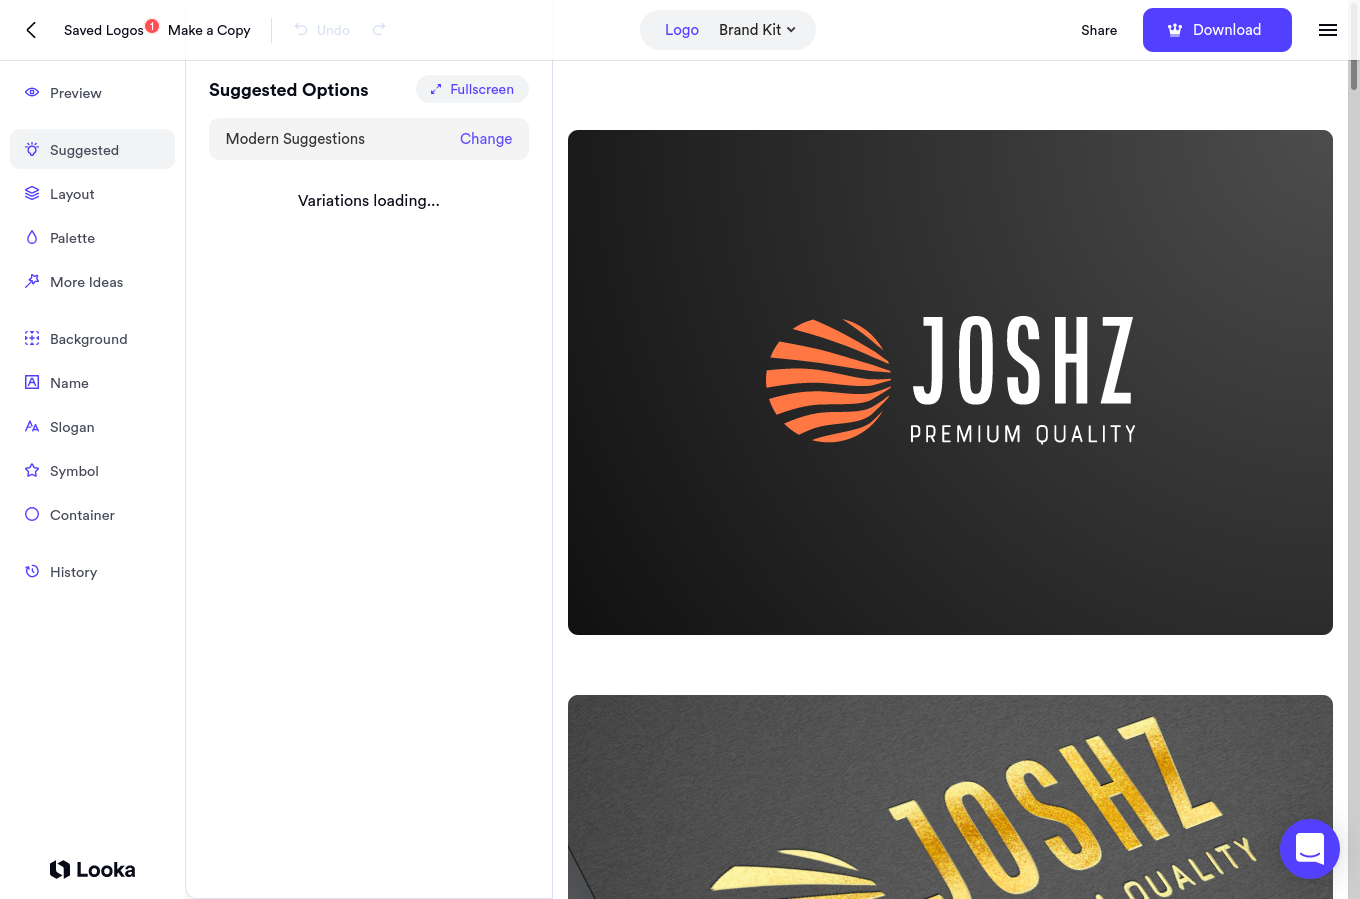 Saved Logos 1 Make a Copy Undo Logo Brand Kit Share Download
Preview
Suggested
Layout
Palette
More Ideas
Background
Name
Slogan
Symbol
Container
History
Looka
Suggested Options Fullscreen
Modern Suggestions Change
Variations loading...
JOSHZ
PREMIUM QUALITY
JOSHZ
QUALITY